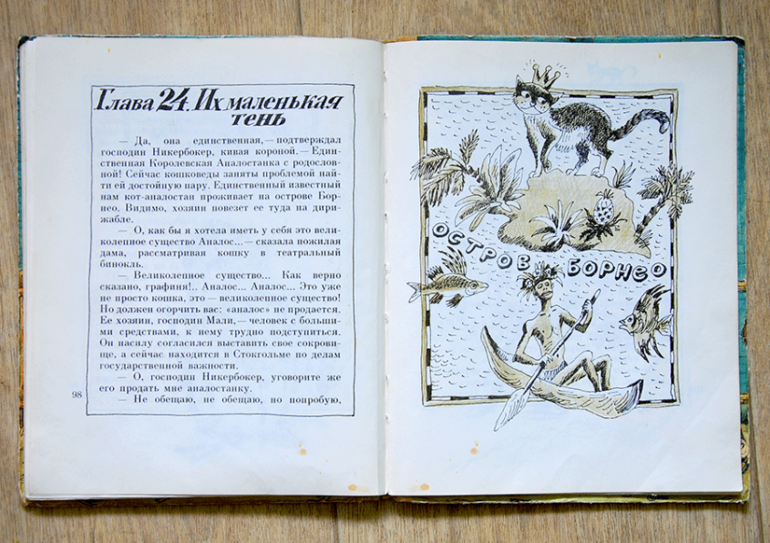 Глава 24. Их маленькая
тень
— Да, она единственная,— подтверждал
господин Никербокер, кивая короной.— Един-
ственная Королевская Аналостанка с родослов-
ной! Сейчас кошковеды заняты проблемой най-
ти ей достойную пару. Единственный известный
нам кот-аналостан проживает на острове Бор-
нео. Видимо, хозяин повезет ее туда на дири-
жабле.
— О, как бы я хотела иметь у себя это вели-
колепное существо Аналос...— сказала пожилая
дама, рассматривая кошку в театральный
бинокль.
— Великолепное существо... Как верно
сказано, графиня!.. Аналос... Аналос... Это уже
не просто кошка, это — великолепное существо!
Но должен огорчить вас: «аналос» не продается.
Ее хозяин, господин Мали,— человек с больши-
ми средствами, к нему трудно подступиться.
Он насилу согласился выставить свое сокрови-
ще, а сейчас находится в Стокгольме по делам
государственной важности.
— О, господин Никербокер, уговорите же
его продать мне аналостанку.
— Не обещаю, не обещаю, но попробую,
98
ОСТРОВ БОРНЕО